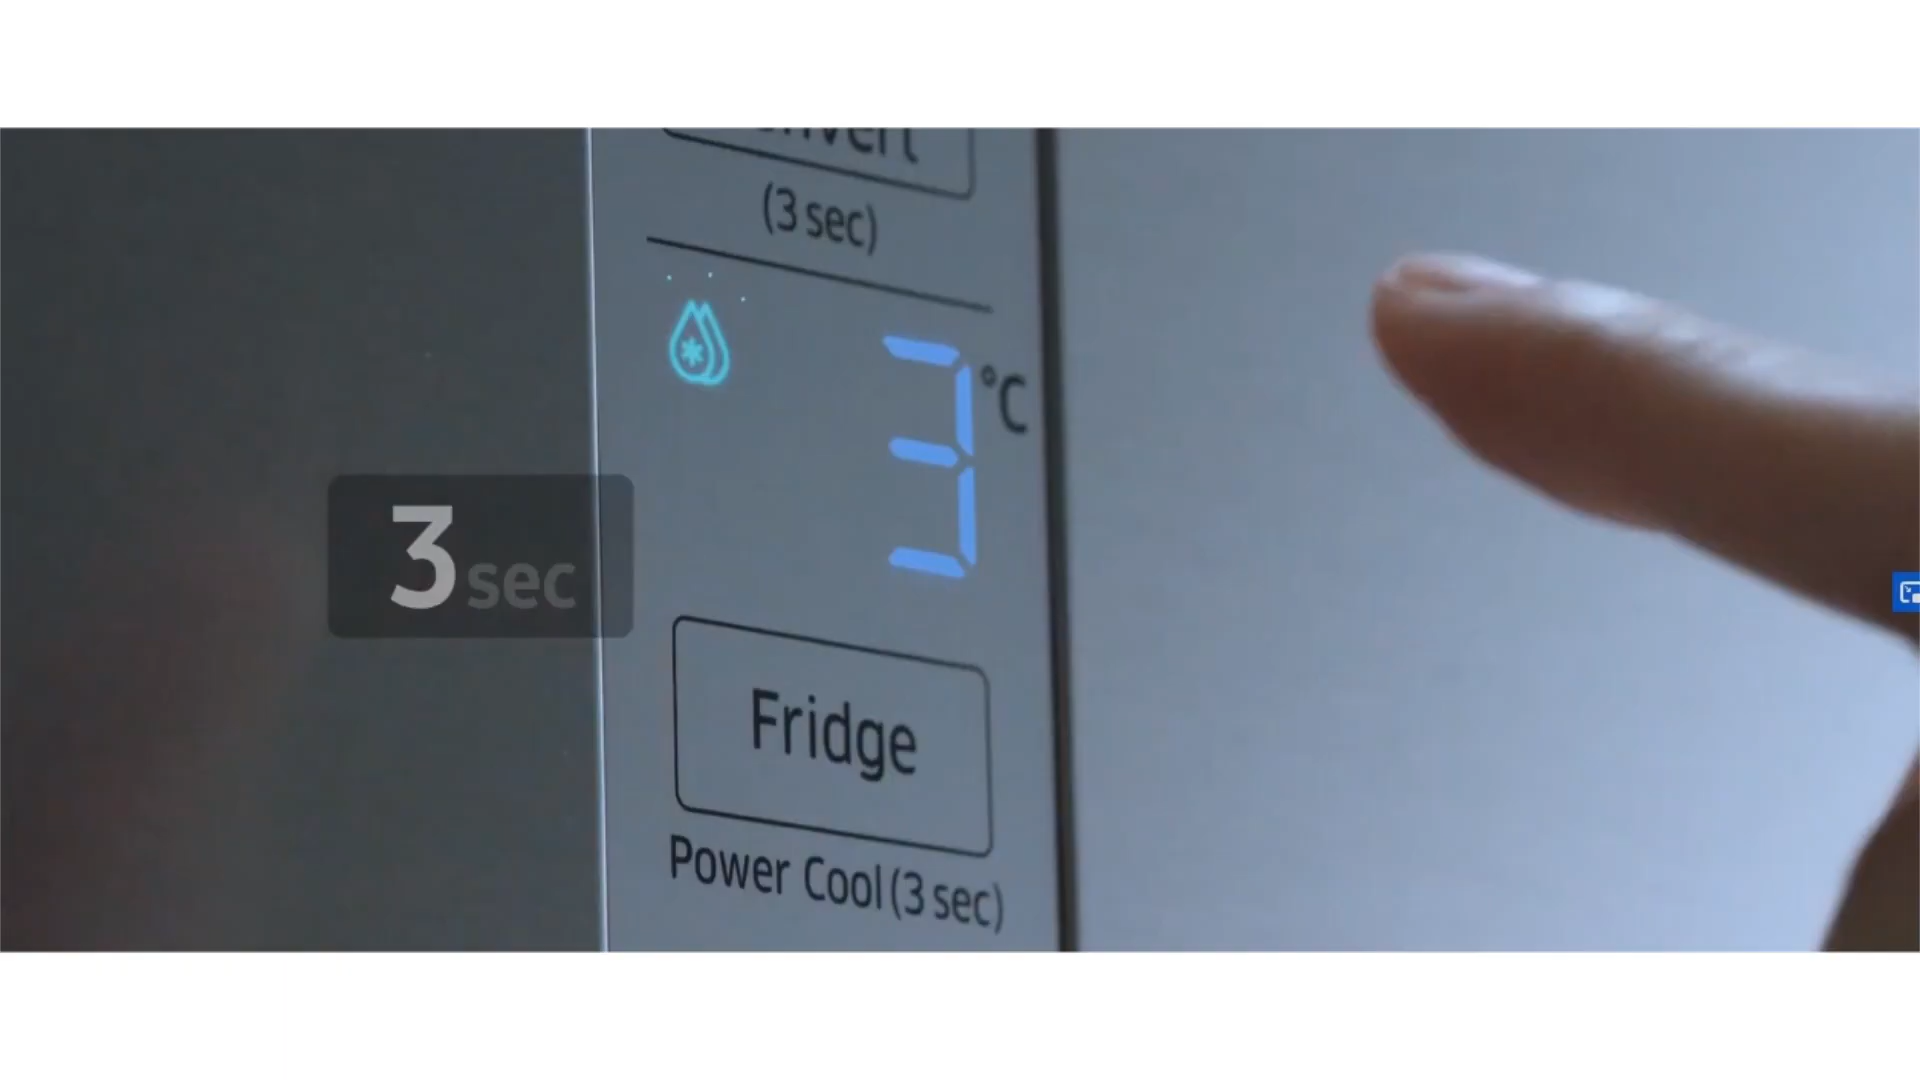 (3 sec)
3 °C
3 sec
Fridge
Power Cool (3 sec)